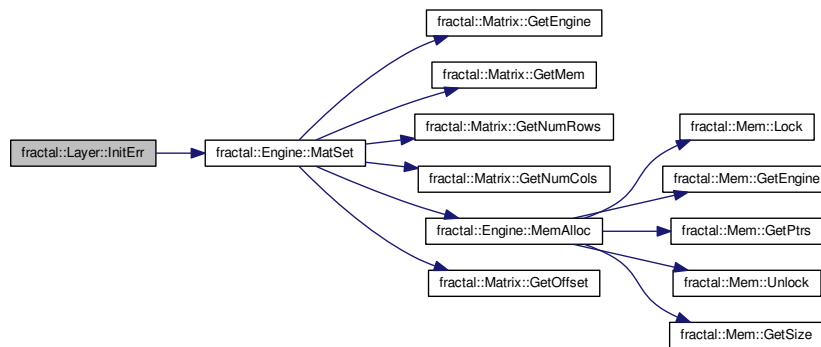 fractal::Layer::InitErr
fractal::Engine::MatSet
fractal::Matrix::GetEngine
fractal::Matrix::GetMem
fractal::Matrix::GetNumRows
fractal::Matrix::GetNumCols
fractal::Engine::MemAlloc
fractal::Matrix::GetOffset
fractal::Mem::Lock
fractal::Mem::GetEngine
fractal::Mem::GetPtrs
fractal::Mem::Unlock
fractal::Mem::GetSize